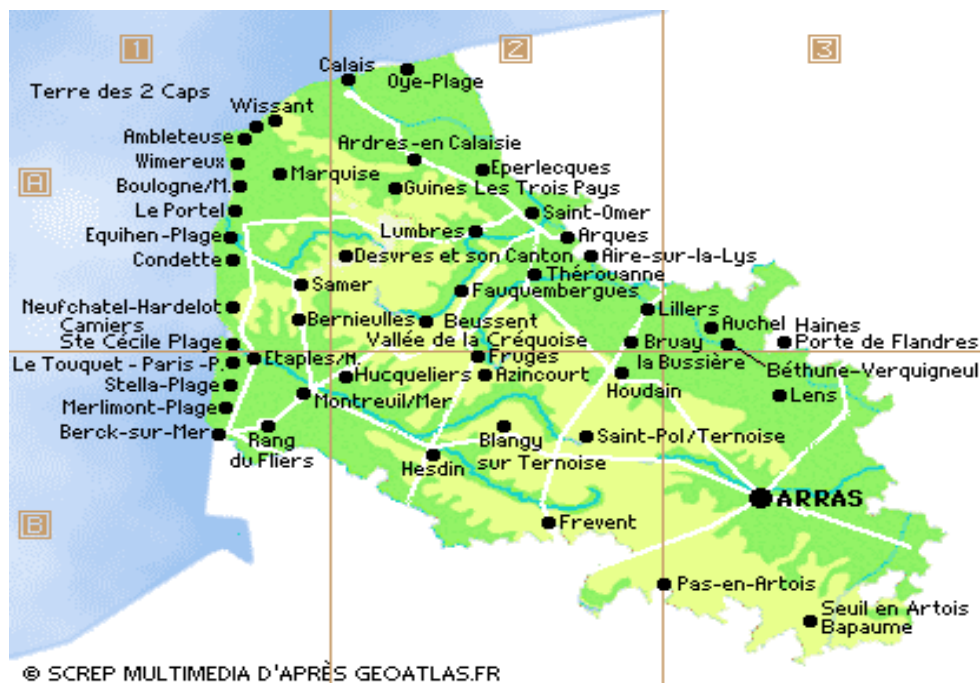 1
2
3
Calais
Oye-Plage
Terre des 2 Caps
Wissant
Ambleteuse
Ardres-en Calaisie
Wimereux
Marquise
Eperlecques
A
Boulogne/M.
Guines Les Trois Pays
Le Portel
Saint-Omer
Equihen-Plage
Lumbres
Arques
Condette
Desvres et son Canton
Aire-sur-la-Lys
Thérouanne
Samer
Fauquembergues
Neufchatel-Hardelot
Lillers
Camiers
Ste Cécile Plage
Bernieulles
Beussent
Vallée de la Créquoise
Auchel
Haines
Porte de Flandres
Bruay
la Bussière
Le Touquet - Paris -P.
Etaples/M.
Fruges
Hucqueliers
Azincourt
Béthune-Verquigneul
Stella-Plage
Houdain
Merlimont-Plage
Montreuil/Mer
Lens
Berck-sur-Mer
Rang
du Fliers
Blangy
sur Ternoise
Saint-Pol/Ternoise
Hesdin
ARRAS
B
Frevent
Pas-en-Artois
Seuil en Artois
Bapaume
© SCREP MULTIMEDIA D'APRÈS GEOATLAS.FR